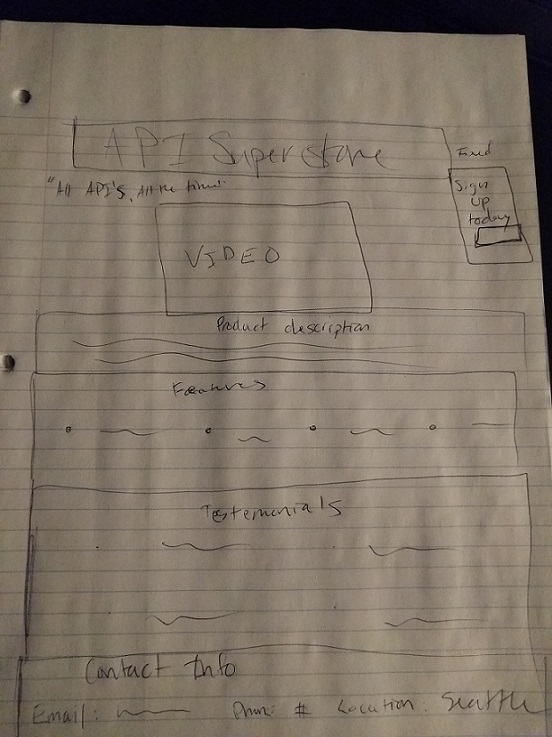 API Superstore
Fixed
"All API's, All the time"
Sign
up
today
VIDEO
Product description
Features
Testemonials
Contact Info
Email: Phone: # Location: Seattle